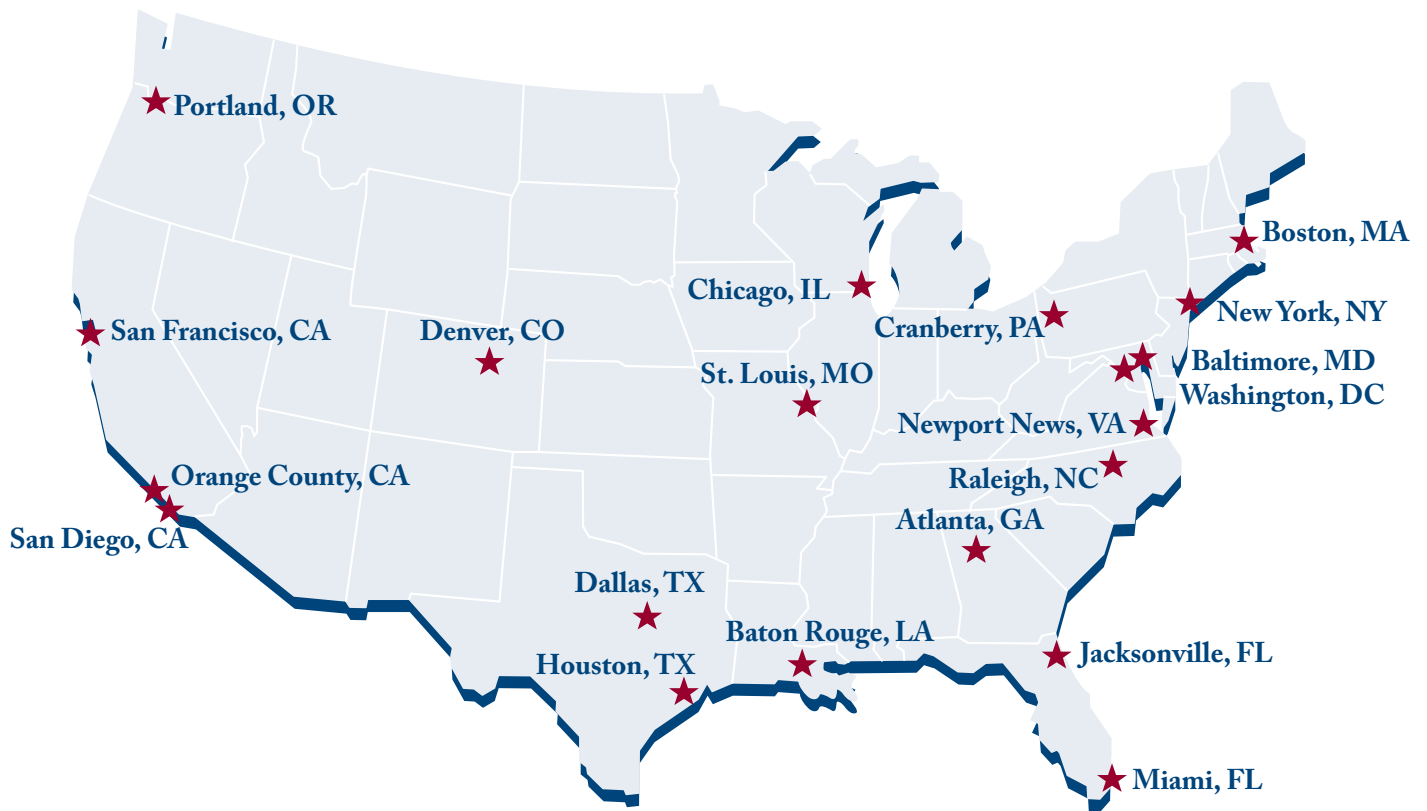 Portland, OR
Boston, MA
Chicago, IL
New York, NY
San Francisco, CA
Denver, CO
Cranberry, PA
Baltimore, MD
St. Louis, MO
Washington, DC
Newport News, VA
Orange County, CA
Raleigh, NC
Atlanta, GA
San Diego, CA
Dallas, TX
Baton Rouge, LA
Jacksonville, FL
Houston, TX
Miami, FL